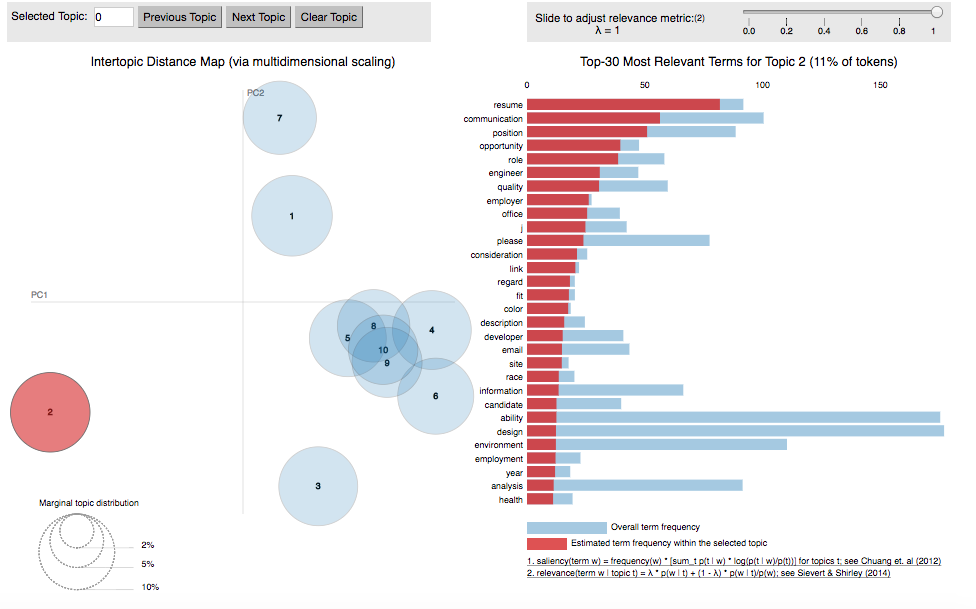 Selected Topic: 0 Previous Topic Next Topic Clear Topic
Slide to adjust relevance metric:(2)
λ = 1
0.0 0.2 0.4 0.6 0.8 1
Intertopic Distance Map (via multidimensional scaling)
PC2
7
1
PC1
8
4
5
10
9
6
2
3
Marginal topic distribution
2%
5%
10%
Top-30 Most Relevant Terms for Topic 2 (11% of tokens)
0 50 100 150
resume
communication
position
opportunity
role
engineer
quality
employer
office
j
please
consideration
link
regard
fit
color
description
developer
email
site
race
information
candidate
ability
design
environment
employment
year
analysis
health
Overall term frequency
Estimated term frequency within the selected topic
1. saliency(term w) = frequency(w) * [sum_t p(t | w) * log(p(t | w)/p(t))] for topics t; see Chuang et. al (2012)
2. relevance(term w | topic t) = λ * p(w | t) + (1 - λ) * p(w | t)/p(w); see Sievert & Shirley (2014)